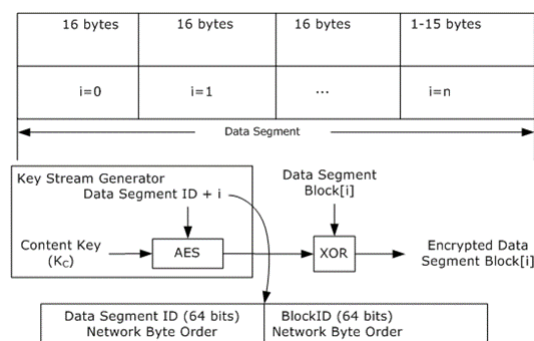 16 bytes 16 bytes 16 bytes 1-15 bytes
i=0 i=1 ... i=n
Data Segment
Key Stream Generator
Data Segment ID + i
Data Segment
Block[i]
Content Key
(KC)
AES
XOR
Encrypted Data
Segment Block[i]
Data Segment ID (64 bits)
Network Byte Order
BlockID (64 bits)
Network Byte Order